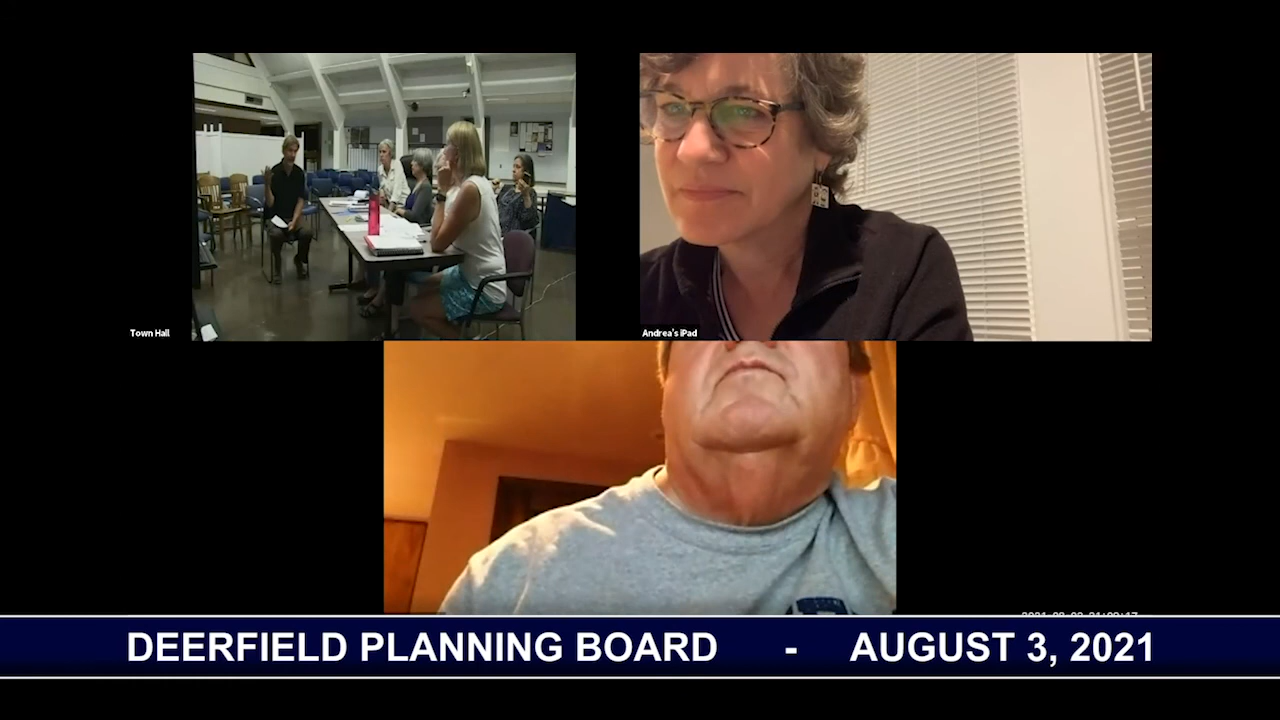 Town Hall
Andrea's iPad
DEERFIELD PLANNING BOARD - AUGUST 3, 2021